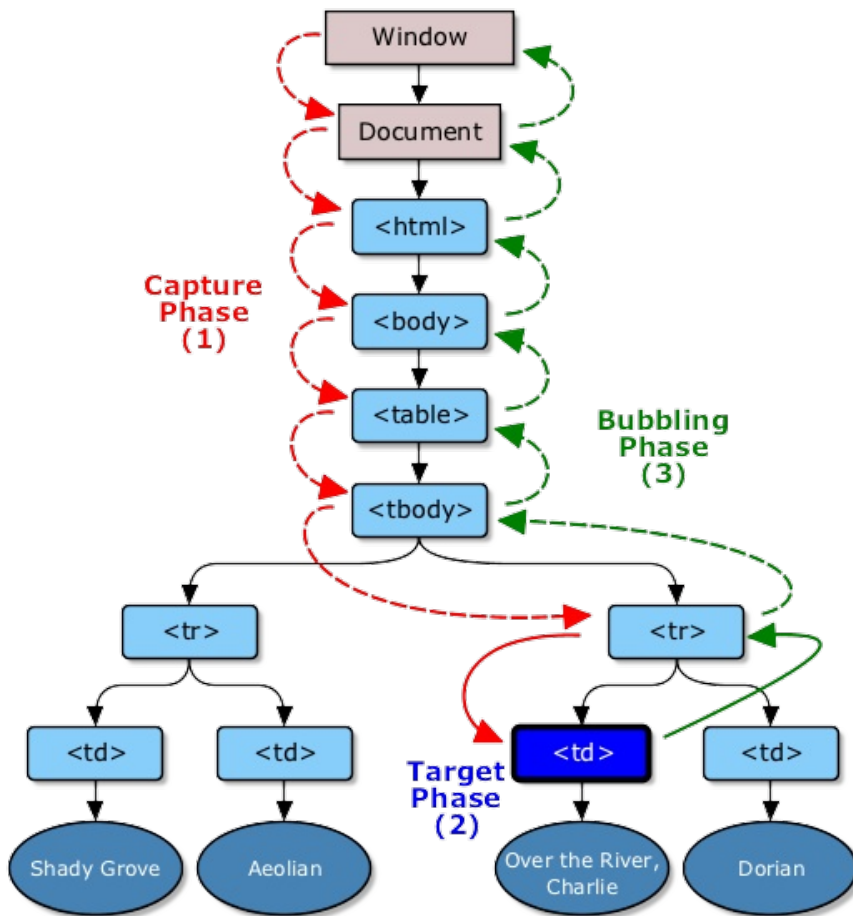 Window
Document
<html>
Capture
Phase
(1)
<body>
<table>
Bubbling
Phase
(3)
<tbody>
<tr>
<tr>
<td>
<td>
<td>
<td>
Target
Phase
(2)
Shady Grove
Aeolian
Over the River,
Charlie
Dorian